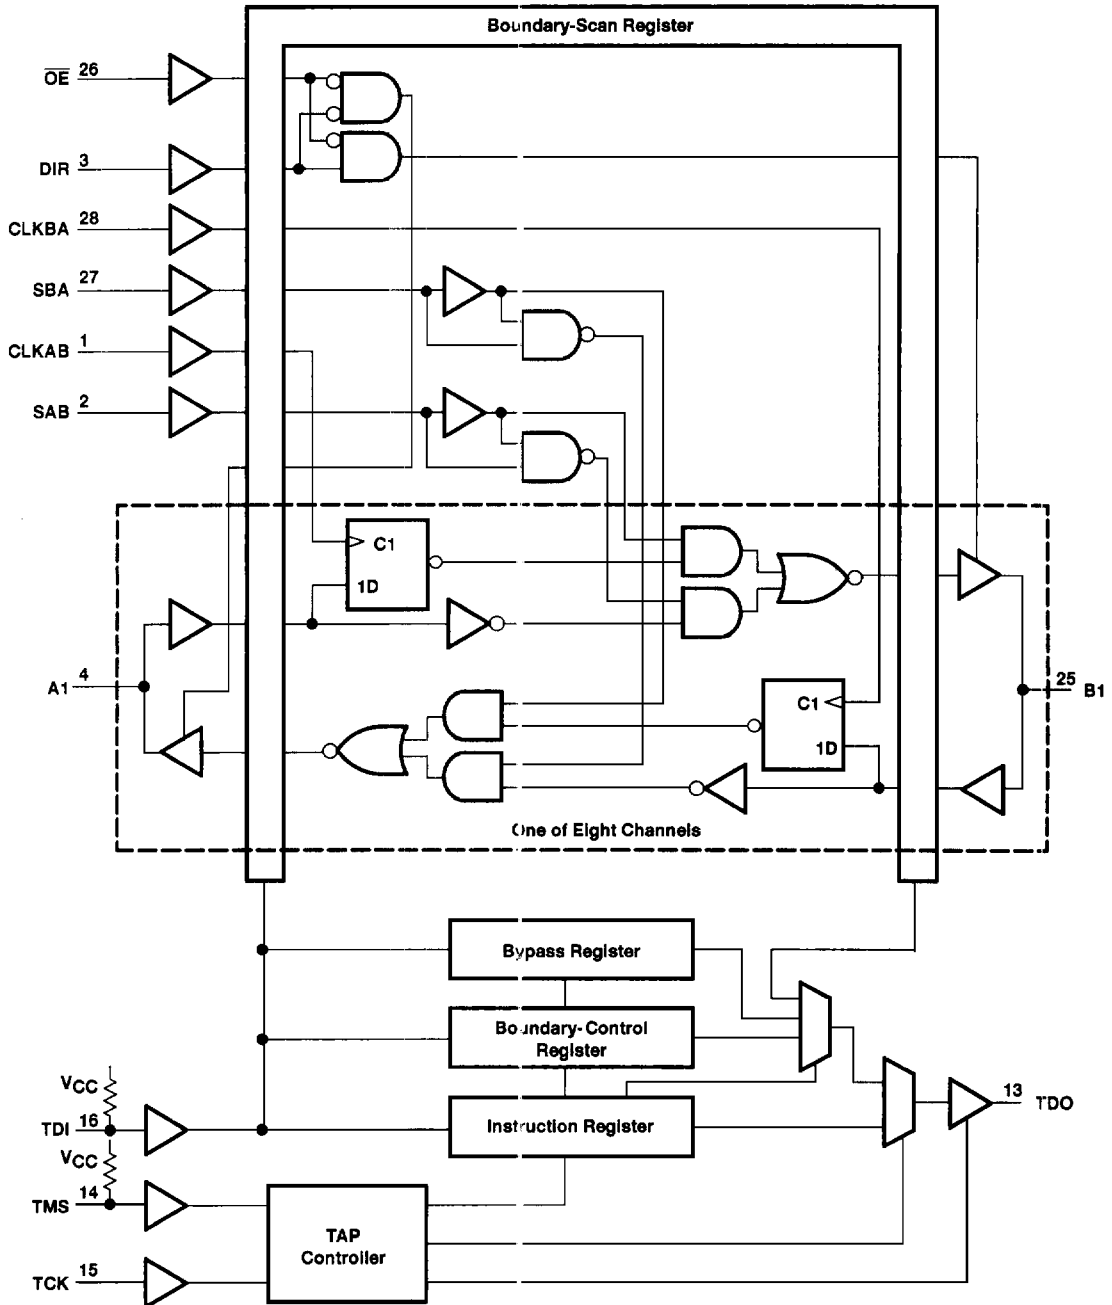 Boundary-Scan Register
OE 26
DIR 3
CLKBA 28
SBA 27
CLKAB 1
SAB 2
C1
1D
A1 4
C1
1D
25 B1
One of Eight Channels
Bypass Register
Boundary-Control
Register
VCC
TDI 16
Instruction Register
13 TDO
VCC
TMS 14
TAP
Controller
TCK 15